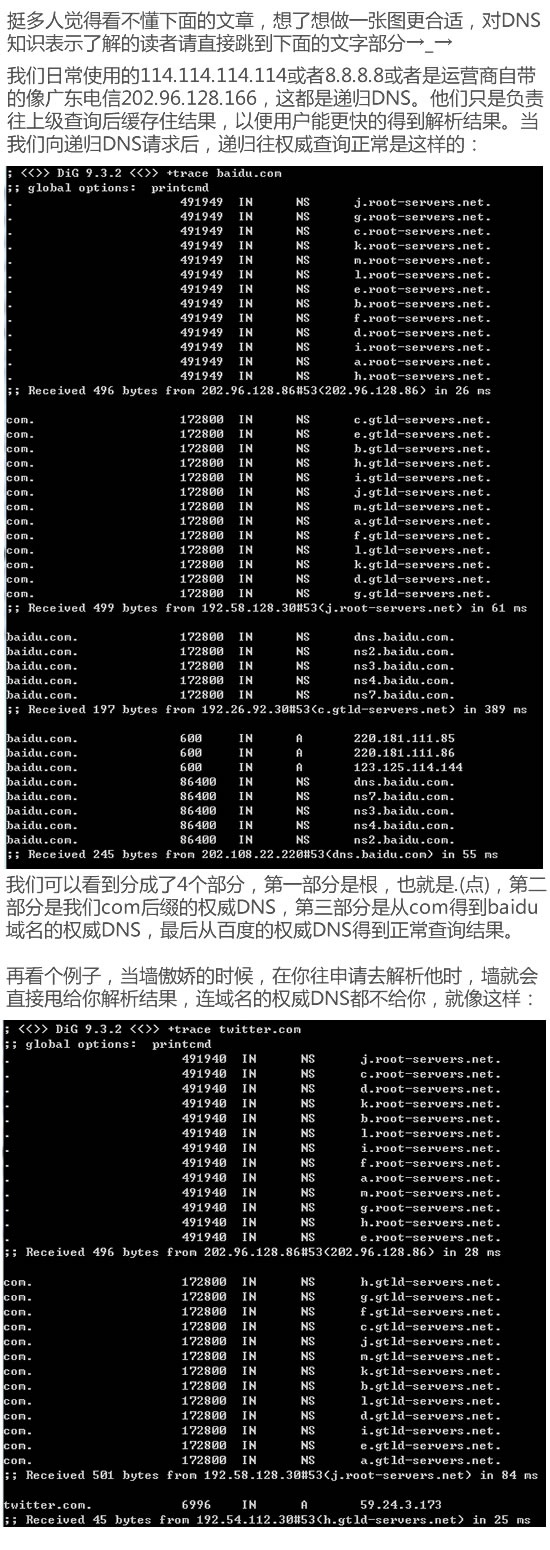 挺多人觉得看不懂下面的文章，想了想做一张图更合适，对DNS
知识表示了解的读者请直接跳到下面的文字部分→_→
我们日常使用的114.114.114.114或者8.8.8.8或者是运营商自带
的像广东电信202.96.128.166，这都是递归DNS。他们只是负责
往上级查询后缓存住结果，以便用户能更快的得到解析结果。当
我们向递归DNS请求后，递归往权威查询正常是这样的：
; <<>> DiG 9.3.2 <<>> +trace baidu.com
;; global options:  printcmd
. 491949 IN NS j.root-servers.net.
. 491949 IN NS g.root-servers.net.
. 491949 IN NS c.root-servers.net.
. 491949 IN NS k.root-servers.net.
. 491949 IN NS m.root-servers.net.
. 491949 IN NS l.root-servers.net.
. 491949 IN NS e.root-servers.net.
. 491949 IN NS b.root-servers.net.
. 491949 IN NS f.root-servers.net.
. 491949 IN NS d.root-servers.net.
. 491949 IN NS i.root-servers.net.
. 491949 IN NS a.root-servers.net.
. 491949 IN NS h.root-servers.net.
;; Received 496 bytes from 202.96.128.86#53(202.96.128.86) in 26 ms
com. 172800 IN NS c.gtld-servers.net.
com. 172800 IN NS e.gtld-servers.net.
com. 172800 IN NS b.gtld-servers.net.
com. 172800 IN NS h.gtld-servers.net.
com. 172800 IN NS i.gtld-servers.net.
com. 172800 IN NS j.gtld-servers.net.
com. 172800 IN NS m.gtld-servers.net.
com. 172800 IN NS a.gtld-servers.net.
com. 172800 IN NS f.gtld-servers.net.
com. 172800 IN NS l.gtld-servers.net.
com. 172800 IN NS k.gtld-servers.net.
com. 172800 IN NS d.gtld-servers.net.
com. 172800 IN NS g.gtld-servers.net.
;; Received 499 bytes from 192.58.128.30#53(j.root-servers.net) in 61 ms
baidu.com. 172800 IN NS dns.baidu.com.
baidu.com. 172800 IN NS ns2.baidu.com.
baidu.com. 172800 IN NS ns3.baidu.com.
baidu.com. 172800 IN NS ns4.baidu.com.
baidu.com. 172800 IN NS ns7.baidu.com.
;; Received 197 bytes from 192.26.92.30#53(c.gtld-servers.net) in 389 ms
baidu.com. 600 IN A 220.181.111.85
baidu.com. 600 IN A 220.181.111.86
baidu.com. 600 IN A 123.125.114.144
baidu.com. 86400 IN NS dns.baidu.com.
baidu.com. 86400 IN NS ns7.baidu.com.
baidu.com. 86400 IN NS ns3.baidu.com.
baidu.com. 86400 IN NS ns4.baidu.com.
baidu.com. 86400 IN NS ns2.baidu.com.
;; Received 245 bytes from 202.108.22.220#53(dns.baidu.com) in 55 ms
我们可以看到分成了4个部分，第一部分是根，也就是.(点)，第二
部分是我们com后缀的权威DNS，第三部分是从com得到baidu
域名的权威DNS，最后从百度的权威DNS得到正常查询结果。
再看个例子，当墙傲娇的时候，在你往申请去解析他时，墙就会
直接甩给你解析结果，连域名的权威DNS都不给你，就像这样：
; <<>> DiG 9.3.2 <<>> +trace twitter.com
;; global options:  printcmd
. 491940 IN NS j.root-servers.net.
. 491940 IN NS c.root-servers.net.
. 491940 IN NS d.root-servers.net.
. 491940 IN NS k.root-servers.net.
. 491940 IN NS b.root-servers.net.
. 491940 IN NS l.root-servers.net.
. 491940 IN NS i.root-servers.net.
. 491940 IN NS f.root-servers.net.
. 491940 IN NS a.root-servers.net.
. 491940 IN NS m.root-servers.net.
. 491940 IN NS g.root-servers.net.
. 491940 IN NS h.root-servers.net.
. 491940 IN NS e.root-servers.net.
;; Received 496 bytes from 202.96.128.86#53(202.96.128.86) in 28 ms
com. 172800 IN NS h.gtld-servers.net.
com. 172800 IN NS g.gtld-servers.net.
com. 172800 IN NS f.gtld-servers.net.
com. 172800 IN NS c.gtld-servers.net.
com. 172800 IN NS j.gtld-servers.net.
com. 172800 IN NS m.gtld-servers.net.
com. 172800 IN NS k.gtld-servers.net.
com. 172800 IN NS b.gtld-servers.net.
com. 172800 IN NS l.gtld-servers.net.
com. 172800 IN NS d.gtld-servers.net.
com. 172800 IN NS i.gtld-servers.net.
com. 172800 IN NS e.gtld-servers.net.
com. 172800 IN NS a.gtld-servers.net.
;; Received 501 bytes from 192.58.128.30#53(j.root-servers.net) in 84 ms
twitter.com. 6996 IN A 59.24.3.173
;; Received 45 bytes from 192.54.112.30#53(h.gtld-servers.net) in 25 ms